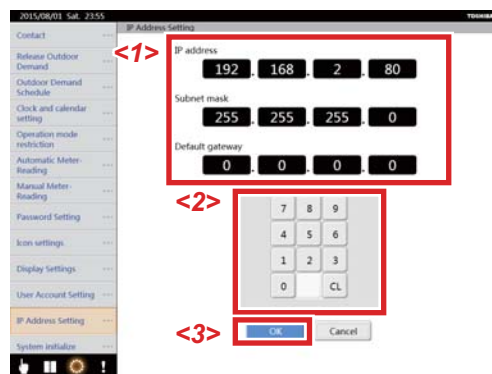 2015/08/01 Sat. 23:55
TOSHIBA
IP Address Setting
Contact
Release Outdoor
Demand
Outdoor Demand
Schedule
Clock and calendar
setting
Operation mode
restriction
Automatic Meter-
Reading
Manual Meter-
Reading
Password Setting
Icon settings
Display Settings
User Account Setting
IP Address Setting
System initialize
<1>
IP address
192 . 168 . 2 . 80
Subnet mask
255 . 255 . 255 . 0
Default gateway
0 . 0 . 0 . 0
<2>
7 8 9
4 5 6
1 2 3
0 CL
<3>
OK Cancel